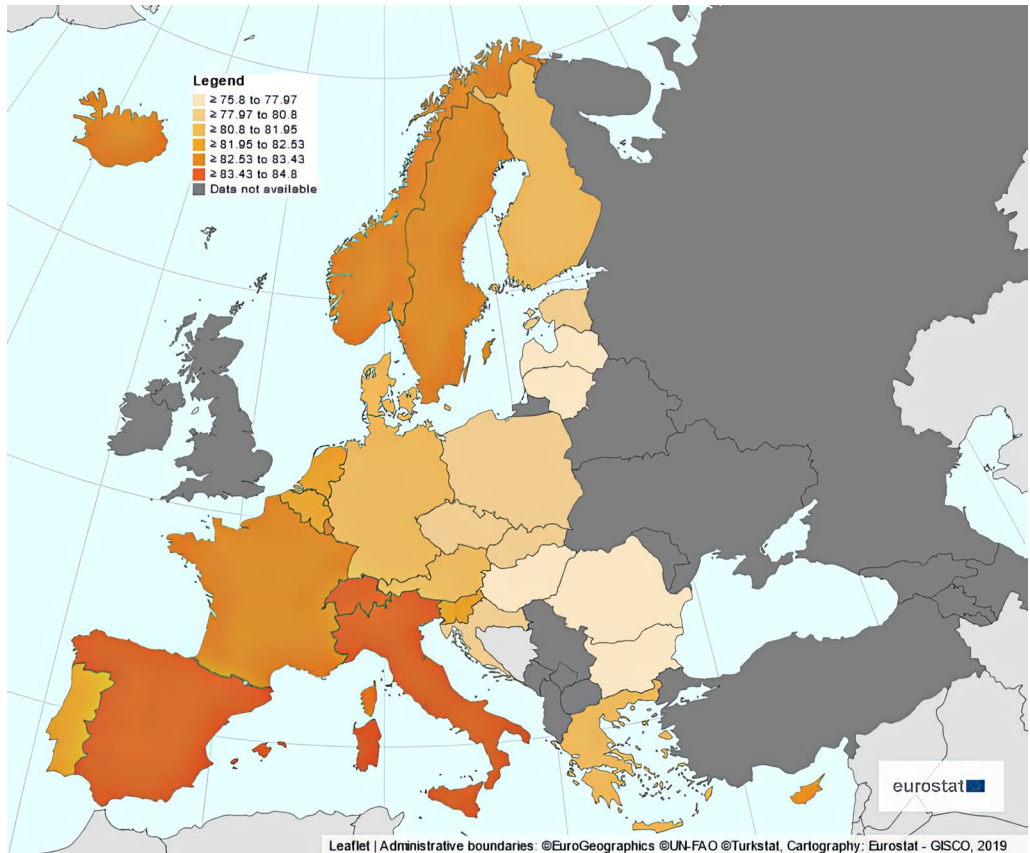 Legend
≥ 75.8 to 77.97
≥ 77.97 to 80.8
≥ 80.8 to 81.95
≥ 81.95 to 82.53
≥ 82.53 to 83.43
≥ 83.43 to 84.8
Data not available
eurostat
Leaflet | Administrative boundaries: ©EuroGeographics ©UN-FAO ©Turkstat, Cartography: Eurostat - GISCO, 2019